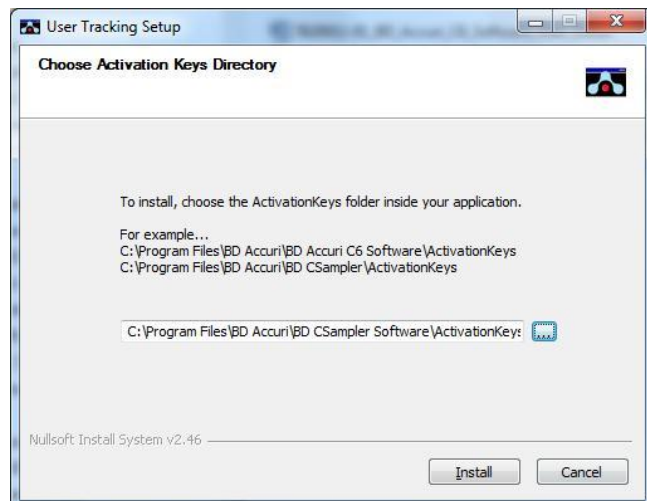 User Tracking Setup
Choose Activation Keys Directory
To install, choose the ActivationKeys folder inside your application.
For example...
C:\Program Files\BD Accuri\BD Accuri C6 Software\ActivationKeys
C:\Program Files\BD Accuri\BD CSampler\ActivationKeys
C:\Program Files\BD Accuri\BD CSampler Software\ActivationKeys
...
Nullsoft Install System v2.46
Install
Cancel